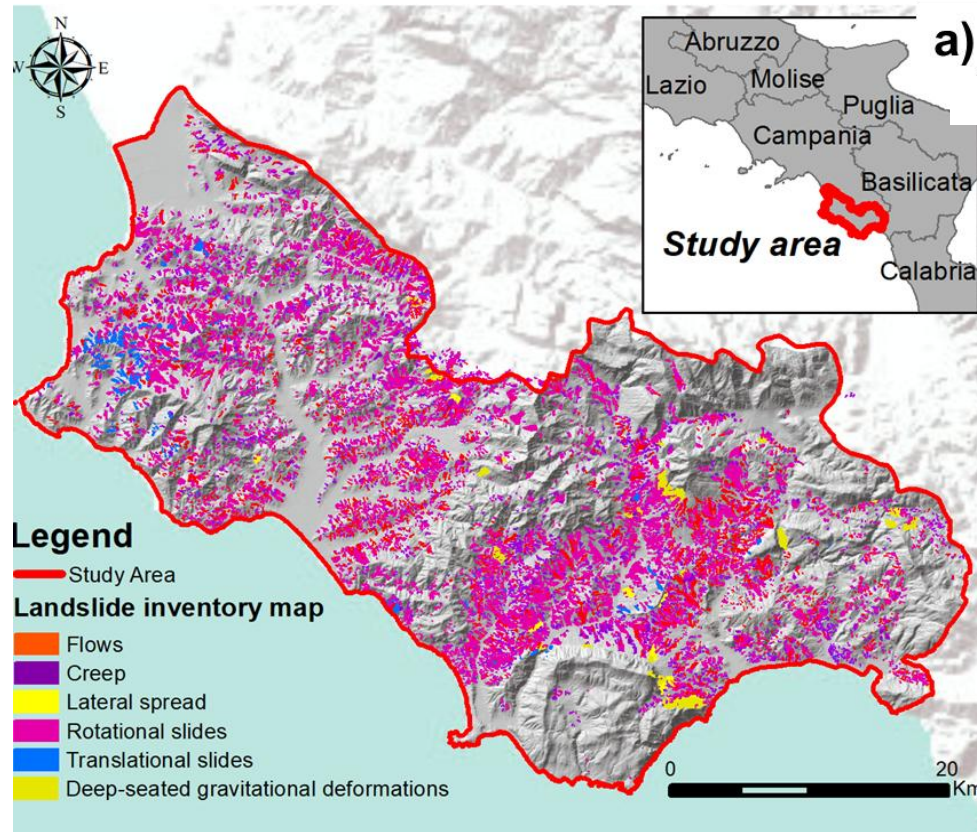 N
W
E
S
a)
Abruzzo
Lazio
Molise
Puglia
Campania
Basilicata
Study area
Calabria
Legend
Study Area
Landslide inventory map
Flows
Creep
Lateral spread
Rotational slides
Translational slides
Deep-seated gravitational deformations
0 20
Km